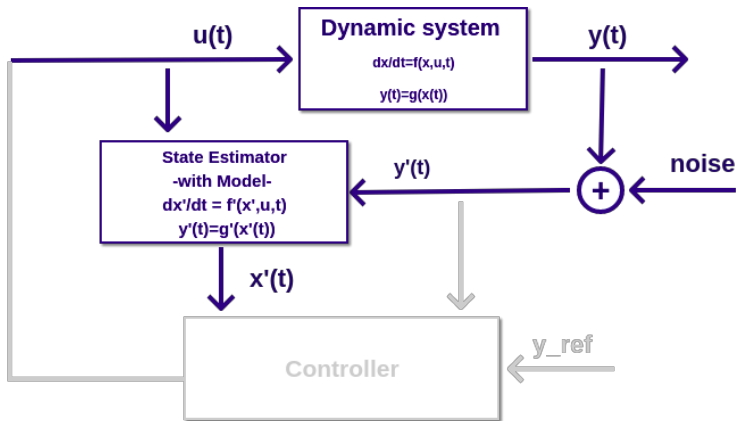 u(t)
Dynamic system
dx/dt=f(x,u,t)
y(t)=g(x(t))
y(t)
State Estimator
-with Model-
dx'/dt = f'(x',u,t)
y'(t)=g'(x'(t))
y'(t)
+
noise
x'(t)
Controller
y_ref